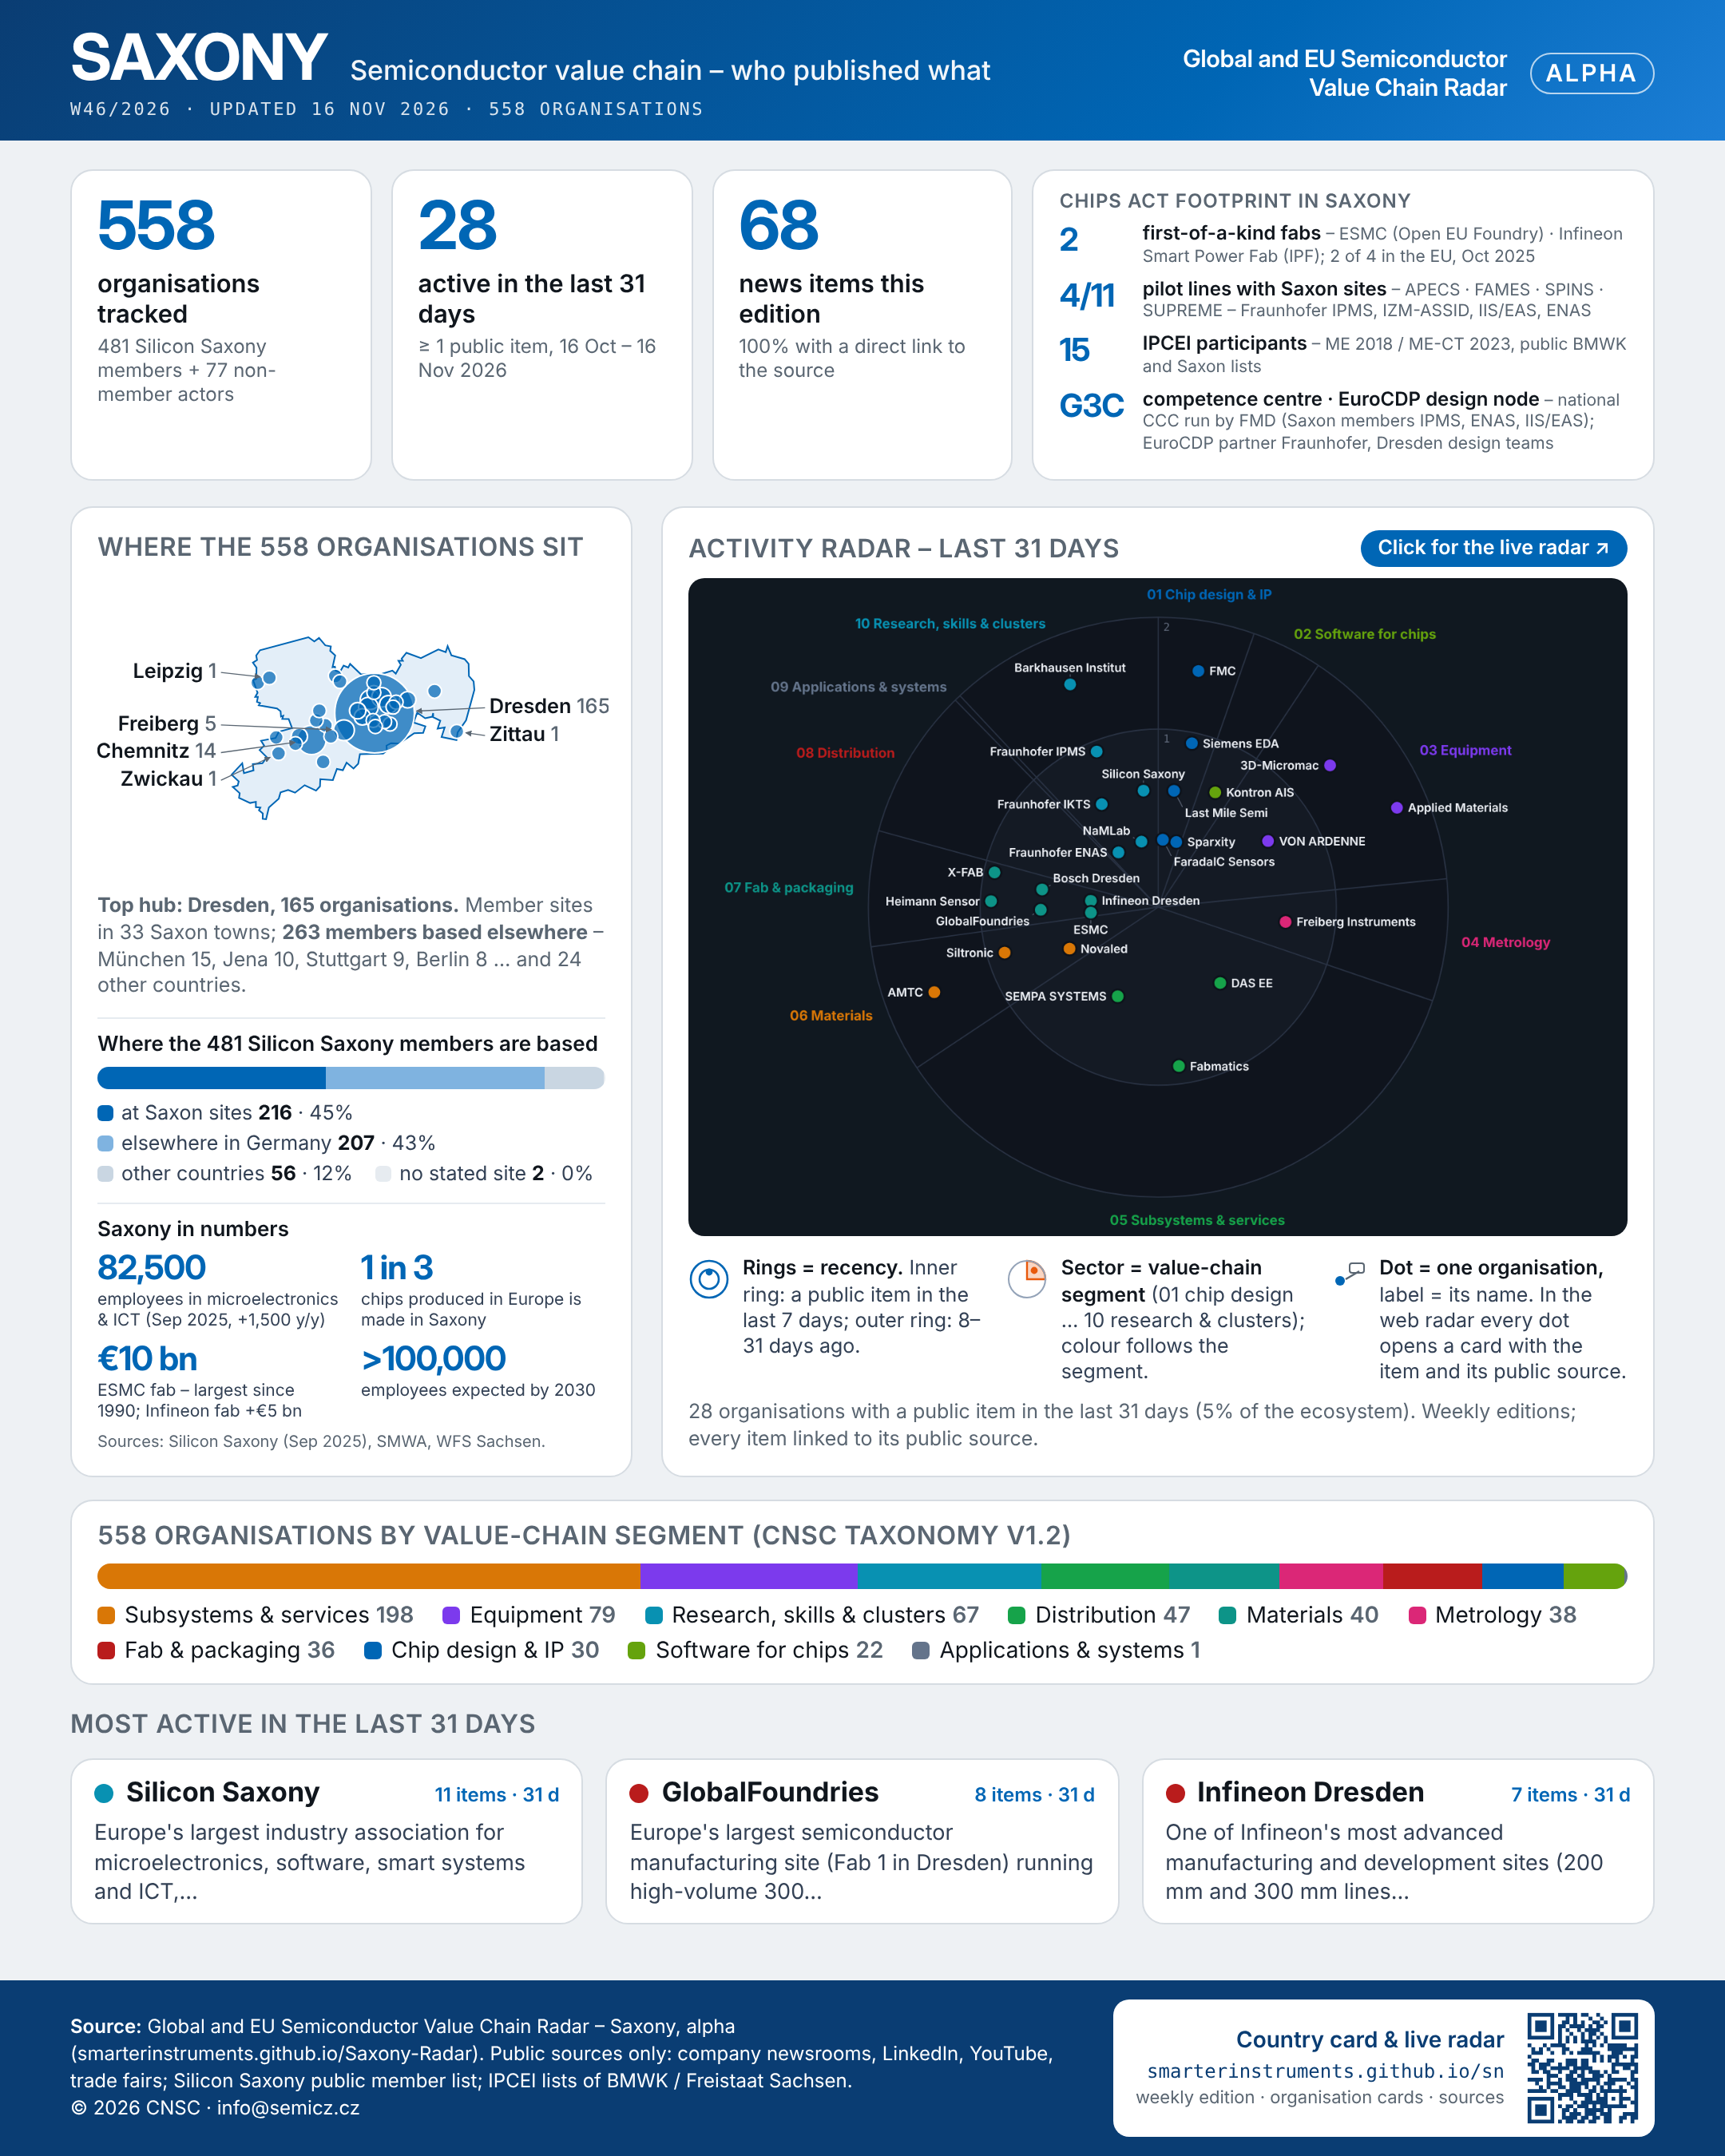 SAXONY Semiconductor value chain – who published what
W46/2026 · UPDATED 16 NOV 2026 · 558 ORGANISATIONS
Global and EU Semiconductor
Value Chain Radar
ALPHA
558
organisations
tracked
481 Silicon Saxony
members + 77 non-
member actors
28
active in the last 31
days
≥ 1 public item, 16 Oct – 16
Nov 2026
68
news items this
edition
100% with a direct link to
the source
CHIPS ACT FOOTPRINT IN SAXONY
2 first-of-a-kind fabs – ESMC (Open EU Foundry) · Infineon
Smart Power Fab (IPF); 2 of 4 in the EU, Oct 2025
4/11 pilot lines with Saxon sites – APECS · FAMES · SPINS ·
SUPREME – Fraunhofer IPMS, IZM-ASSID, IIS/EAS, ENAS
15 IPCEI participants – ME 2018 / ME-CT 2023, public BMWK
and Saxon lists
G3C competence centre · EuroCDP design node – national
CCC run by FMD (Saxon members IPMS, ENAS, IIS/EAS);
EuroCDP partner Fraunhofer, Dresden design teams
WHERE THE 558 ORGANISATIONS SIT
Leipzig 1
Freiberg 5
Chemnitz 14
Zwickau 1
Dresden 165
Zittau 1
Top hub: Dresden, 165 organisations. Member sites
in 33 Saxon towns; 263 members based elsewhere –
München 15, Jena 10, Stuttgart 9, Berlin 8 … and 24
other countries.
Where the 481 Silicon Saxony members are based
at Saxon sites 216 · 45%
elsewhere in Germany 207 · 43%
other countries 56 · 12% no stated site 2 · 0%
Saxony in numbers
82,500
employees in microelectronics
& ICT (Sep 2025, +1,500 y/y)
1 in 3
chips produced in Europe is
made in Saxony
€10 bn
ESMC fab – largest since
1990; Infineon fab +€5 bn
>100,000
employees expected by 2030
Sources: Silicon Saxony (Sep 2025), SMWA, WFS Sachsen.
ACTIVITY RADAR – LAST 31 DAYS
Click for the live radar ↗
01 Chip design & IP
10 Research, skills & clusters
2
02 Software for chips
Barkhausen Institut
FMC
09 Applications & systems
1
Fraunhofer IPMS
Siemens EDA
03 Equipment
08 Distribution
3D-Micromac
Silicon Saxony
Kontron AIS
Fraunhofer IKTS
Last Mile Semi
Applied Materials
NaMLab
Sparxity
VON ARDENNE
Fraunhofer ENAS
FaradaIC Sensors
X-FAB
Bosch Dresden
07 Fab & packaging
Heimann Sensor
Infineon Dresden
GlobalFoundries
ESMC
Freiberg Instruments
04 Metrology
Siltronic
Novaled
DAS EE
AMTC
SEMPA SYSTEMS
06 Materials
Fabmatics
05 Subsystems & services
Rings = recency. Inner
ring: a public item in the
last 7 days; outer ring: 8–
31 days ago.
Sector = value-chain
segment (01 chip design
… 10 research & clusters);
colour follows the
segment.
Dot = one organisation,
label = its name. In the
web radar every dot
opens a card with the
item and its public source.
28 organisations with a public item in the last 31 days (5% of the ecosystem). Weekly editions;
every item linked to its public source.
558 ORGANISATIONS BY VALUE-CHAIN SEGMENT (CNSC TAXONOMY V1.2)
Subsystems & services 198 Equipment 79 Research, skills & clusters 67 Distribution 47 Materials 40 Metrology 38
Fab & packaging 36 Chip design & IP 30 Software for chips 22 Applications & systems 1
MOST ACTIVE IN THE LAST 31 DAYS
Silicon Saxony 11 items · 31 d
Europe's largest industry association for
microelectronics, software, smart systems
and ICT,…
GlobalFoundries 8 items · 31 d
Europe's largest semiconductor
manufacturing site (Fab 1 in Dresden) running
high-volume 300…
Infineon Dresden 7 items · 31 d
One of Infineon's most advanced
manufacturing and development sites (200
mm and 300 mm lines…
Source: Global and EU Semiconductor Value Chain Radar – Saxony, alpha
(smarterinstruments.github.io/Saxony-Radar). Public sources only: company newsrooms, LinkedIn, YouTube,
trade fairs; Silicon Saxony public member list; IPCEI lists of BMWK / Freistaat Sachsen.
© 2026 CNSC · info@semicz.cz
Country card & live radar
smarterinstruments.github.io/sn
weekly edition · organisation cards · sources